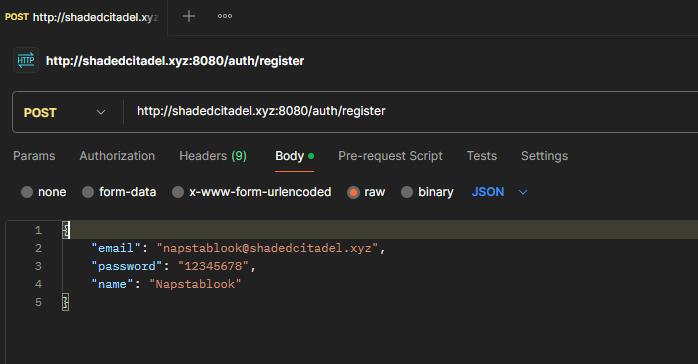 POST http://shadedcitadel.xyz
HTTP http://shadedcitadel.xyz:8080/auth/register
POST http://shadedcitadel.xyz:8080/auth/register
Params Authorization Headers (9) Body Pre-request Script Tests Settings
none form-data x-www-form-urlencoded raw binary JSON
1 {
2 "email": "napstablook@shadedcitadel.xyz",
3 "password": "12345678",
4 "name": "Napstablook"
5 }